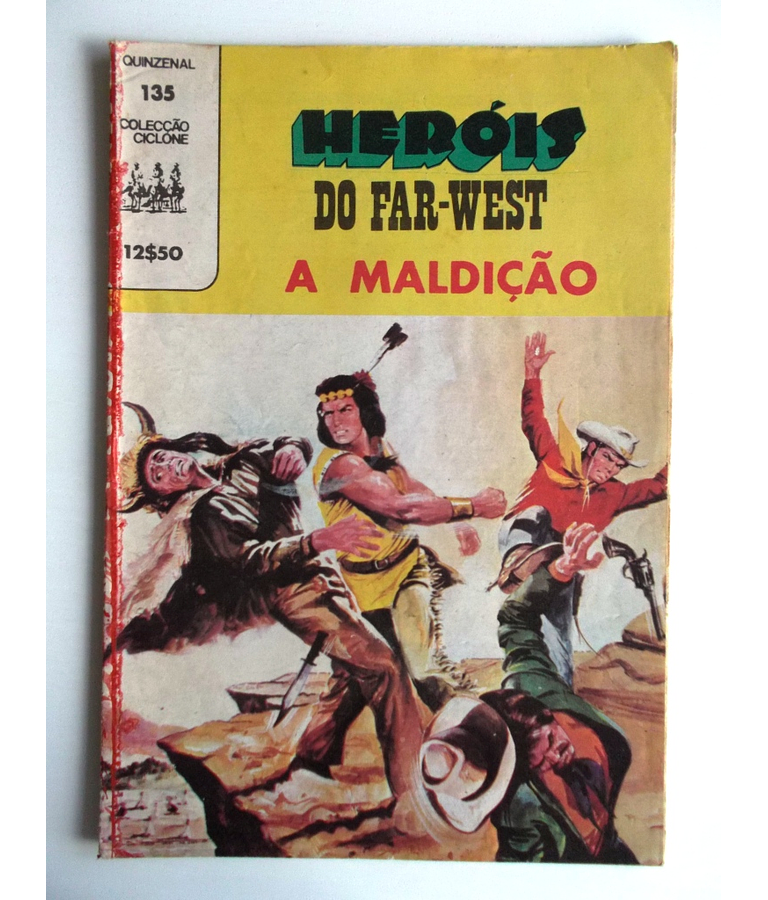 QUINZENAL
135
COLECÇÃO
CICLONE
12$50
HERÓIS
DO FAR-WEST
A MALDIÇÃO